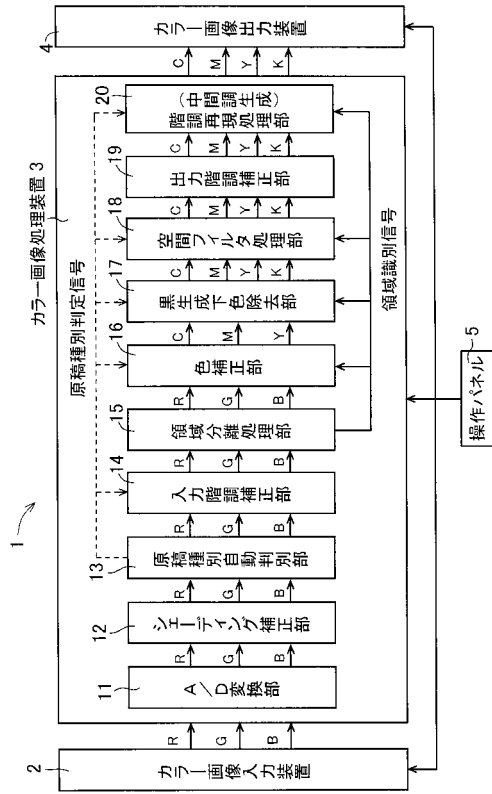 1
カラー画像処理装置 3
原稿種別判定信号
2
カラー画像入力装置
R
G
B
11
A/D変換部
R
G
B
12
シェーディング補正部
R
G
B
13
原稿種別自動判別部
R
G
B
14
入力階調補正部
R
G
B
15
領域分離処理部
R
G
B
16
色補正部
C
M
Y
17
黒生成下色除去部
C
M
Y
K
18
空間フィルタ処理部
C
M
Y
K
19
出力階調補正部
C
M
Y
K
20
(中間調生成)
階調再現処理部
C
M
Y
K
4
カラー画像出力装置
領域識別信号
5
操作パネル